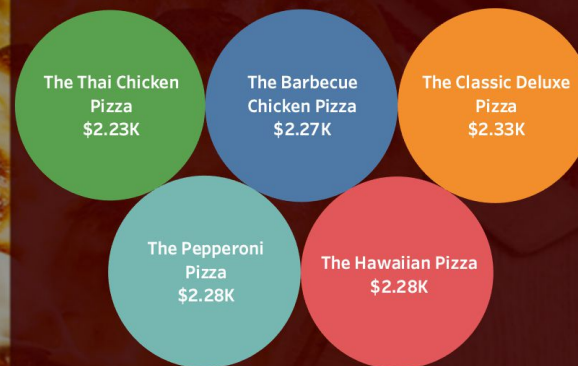 The Thai Chicken
Pizza
$2.23K
The Barbecue
Chicken Pizza
$2.27K
The Classic Deluxe
Pizza
$2.33K
The Pepperoni
Pizza
$2.28K
The Hawaiian Pizza
$2.28K